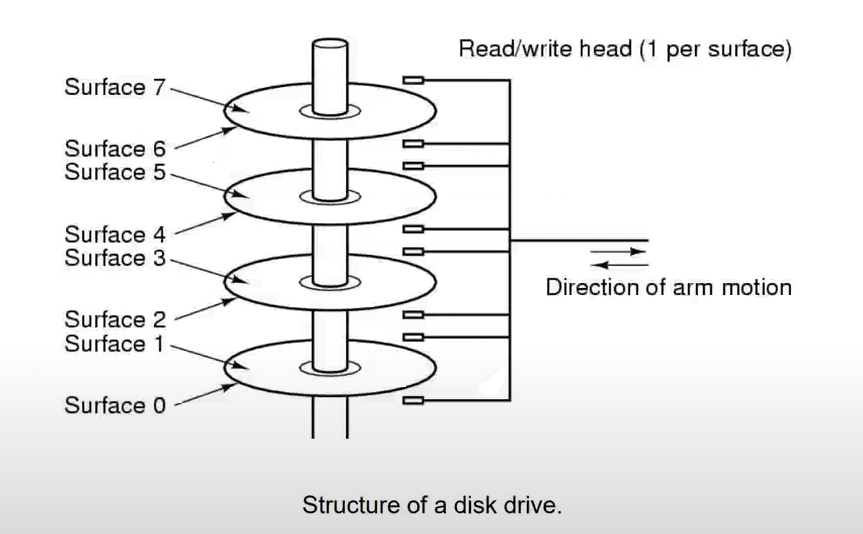 Read/write head (1 per surface)
Surface 7
Surface 6
Surface 5
Surface 4
Surface 3
Surface 2
Surface 1
Surface 0
Direction of arm motion
Structure of a disk drive.